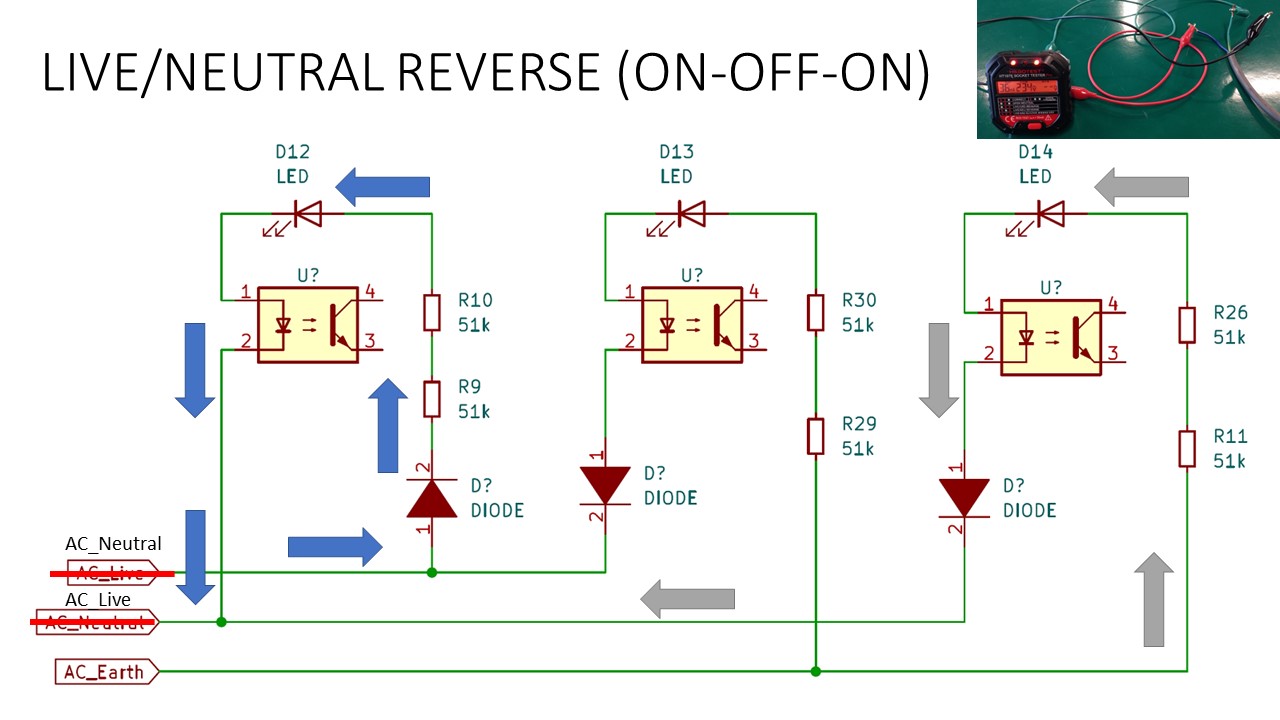 LIVE/NEUTRAL REVERSE (ON-OFF-ON)
D12
LED
D13
LED
D14
LED
U?
1
4
2
3
R10
51k
R9
51k
2
D?
DIODE
1
U?
1
4
2
3
R30
51k
R29
51k
1
D?
DIODE
2
U?
1
4
2
3
R26
51k
R11
51k
1
D?
DIODE
2
AC_Neutral
AC_Live
AC_Live
AC_Neutral
AC_Earth